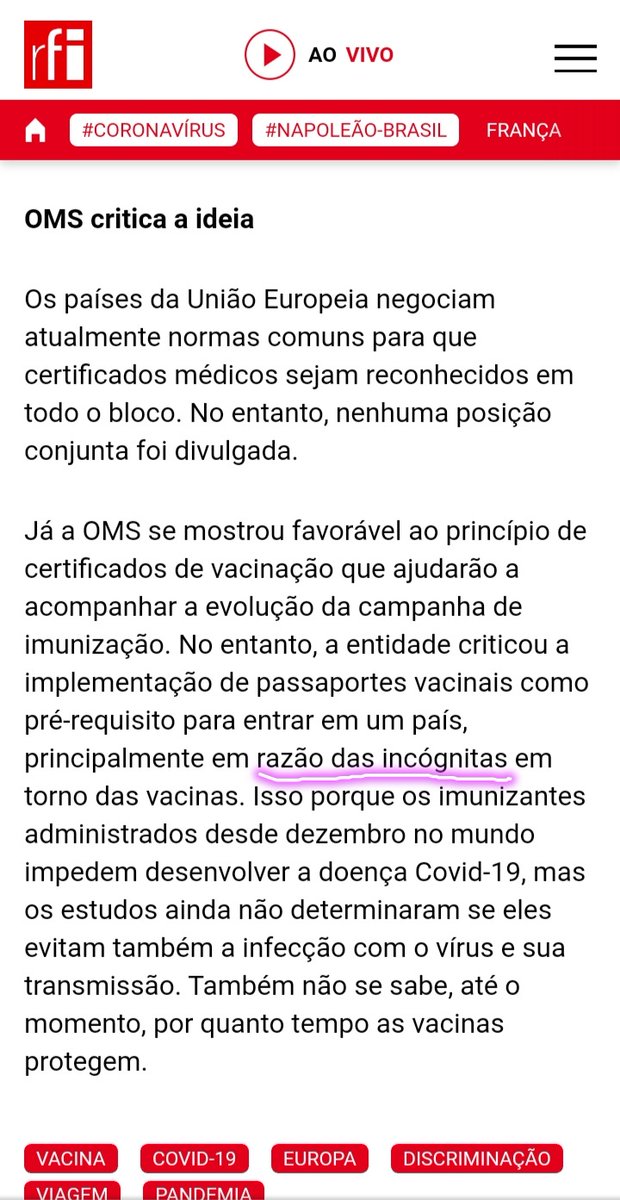 rfi
AO VIVO
#CORONAVÍRUS #NAPOLEÃO-BRASIL FRANÇA
OMS critica a ideia
Os países da União Europeia negociam
atualmente normas comuns para que
certificados médicos sejam reconhecidos em
todo o bloco. No entanto, nenhuma posição
conjunta foi divulgada.
Já a OMS se mostrou favorável ao princípio de
certificados de vacinação que ajudarão a
acompanhar a evolução da campanha de
imunização. No entanto, a entidade criticou a
implementação de passaportes vacinais como
pré-requisito para entrar em um país,
principalmente em razão das incógnitas em
torno das vacinas. Isso porque os imunizantes
administrados desde dezembro no mundo
impedem desenvolver a doença Covid-19, mas
os estudos ainda não determinaram se eles
evitam também a infecção com o vírus e sua
transmissão. Também não se sabe, até o
momento, por quanto tempo as vacinas
protegem.
VACINA COVID-19 EUROPA DISCRIMINAÇÃO
VIAGEM PANDEMIA